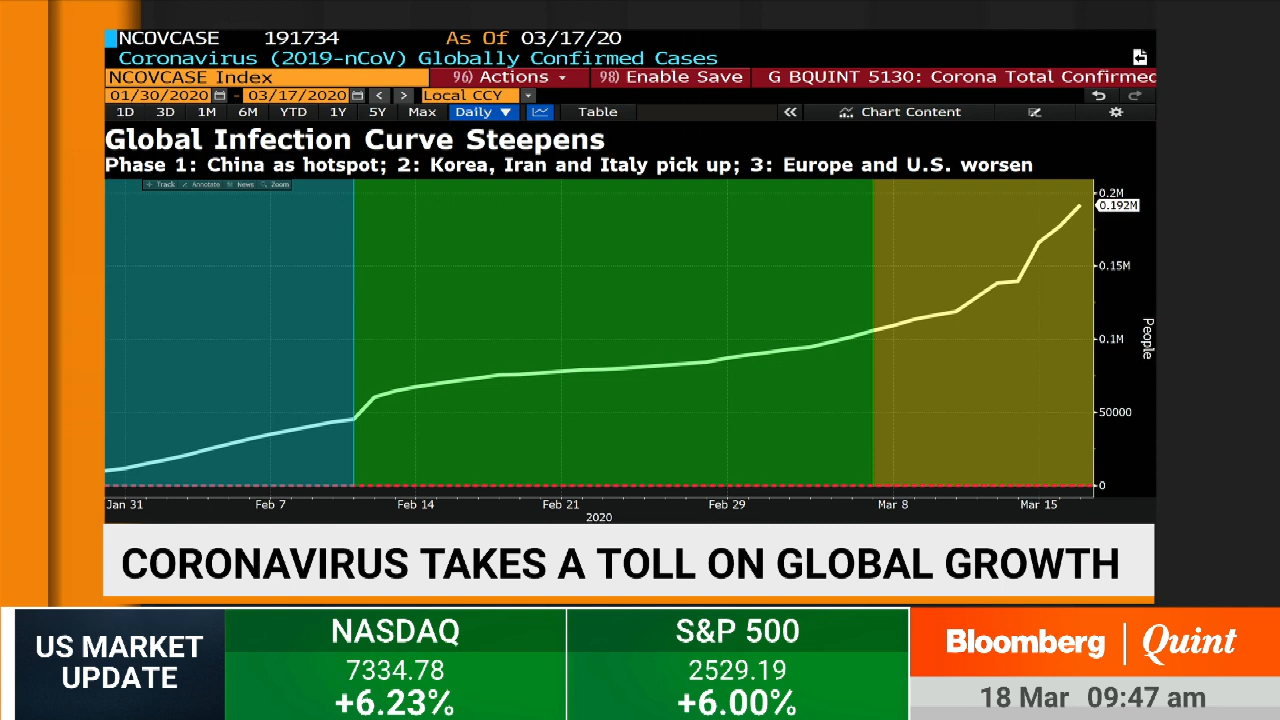 NCOVCASE 191734 As Of 03/17/20
Coronavirus (2019-nCoV) Globally Confirmed Cases
NCOVCASE Index 96) Actions 98) Enable Save G BQUINT 5130: Corona Total Confirmed
01/30/2020 - 03/17/2020 < > Local CCY
1D 3D 1M 6M YTD 1Y 5Y Max Daily ▼ Table « Chart Content
Global Infection Curve Steepens
Phase 1: China as hotspot; 2: Korea, Iran and Italy pick up; 3: Europe and U.S. worsen
Track Annotate News Zoom
0.2M
0.192M
0.15M
0.1M
People
50000
0
Jan 31 Feb 7 Feb 14 Feb 21 Feb 29 Mar 8 Mar 15
2020
CORONAVIRUS TAKES A TOLL ON GLOBAL GROWTH
US MARKET UPDATE
NASDAQ
7334.78
+6.23%
S&P 500
2529.19
+6.00%
Bloomberg | Quint
18 Mar 09:47 am